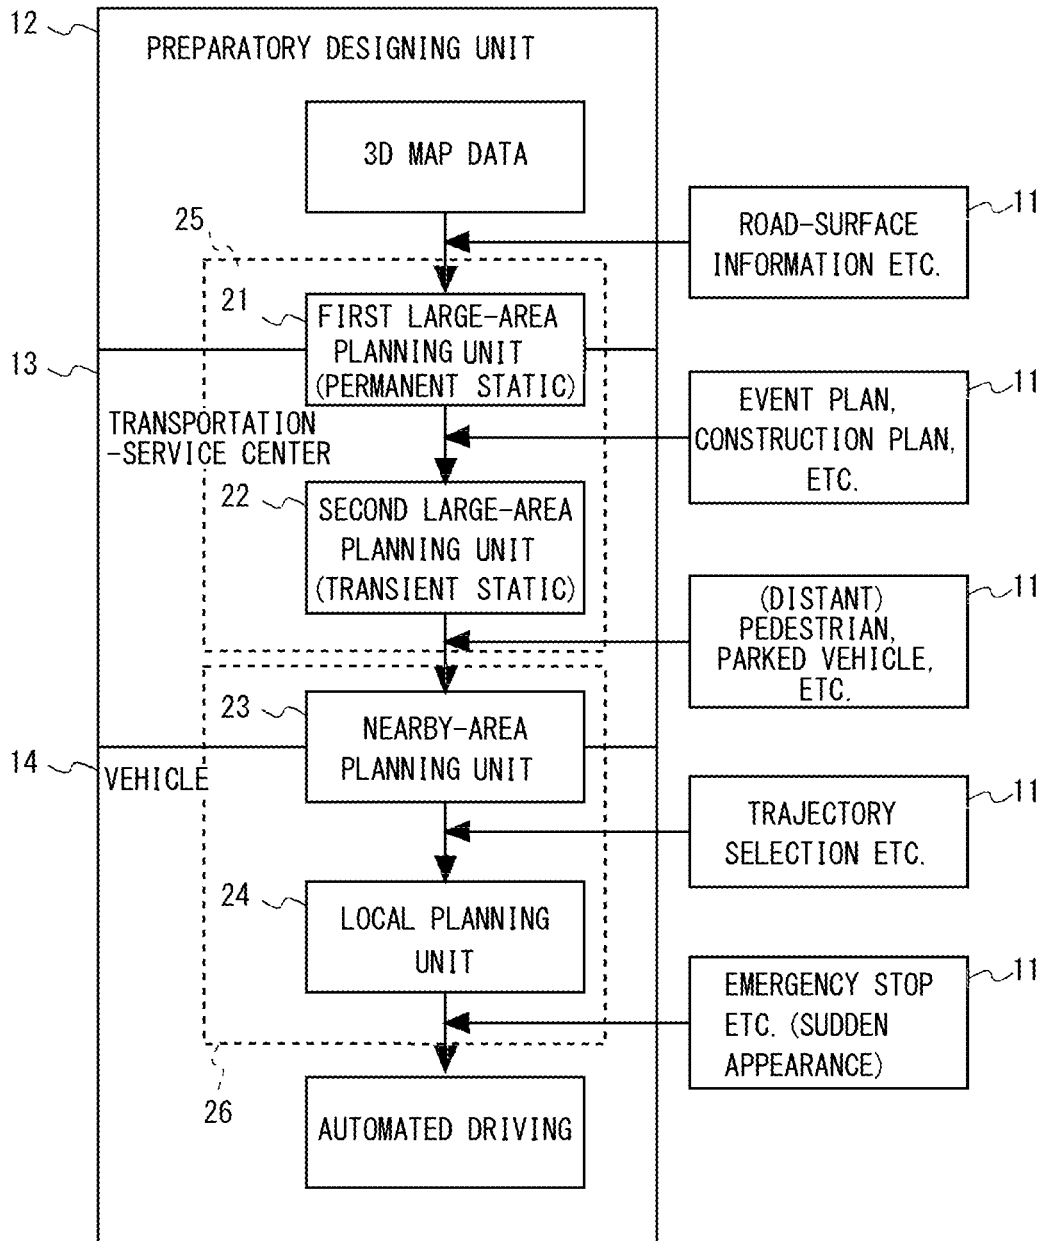 12
PREPARATORY DESIGNING UNIT
3D MAP DATA
11
ROAD-SURFACE
INFORMATION ETC.
25
21
FIRST LARGE-AREA
PLANNING UNIT
(PERMANENT STATIC)
13
11
EVENT PLAN,
CONSTRUCTION PLAN,
ETC.
TRANSPORTATION
-SERVICE CENTER
22
SECOND LARGE-AREA
PLANNING UNIT
(TRANSIENT STATIC)
11
(DISTANT)
PEDESTRIAN,
PARKED VEHICLE,
ETC.
23
NEARBY-AREA
PLANNING UNIT
14
VEHICLE
11
TRAJECTORY
SELECTION ETC.
24
LOCAL PLANNING
UNIT
11
EMERGENCY STOP
ETC. (SUDDEN
APPEARANCE)
26
AUTOMATED DRIVING